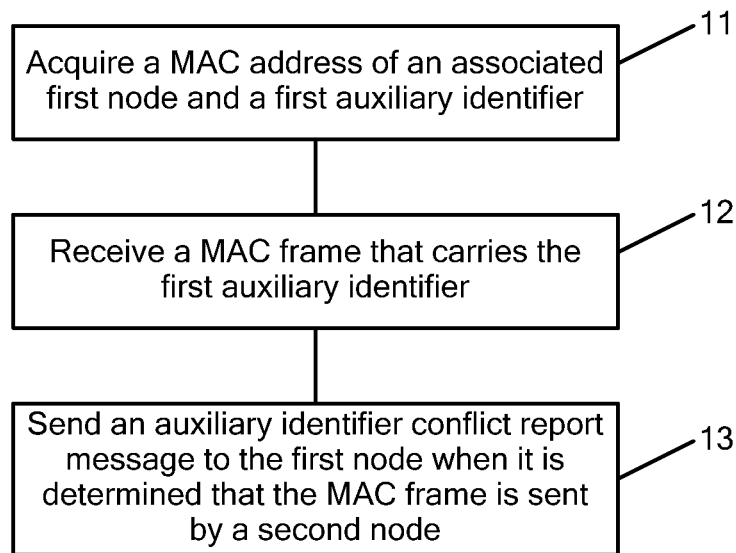 11
Acquire a MAC address of an associated
first node and a first auxiliary identifier
12
Receive a MAC frame that carries the
first auxiliary identifier
13
Send an auxiliary identifier conflict report
message to the first node when it is
determined that the MAC frame is sent
by a second node